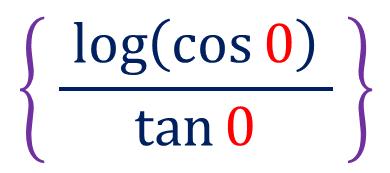 { log(cos 0)
tan 0 }